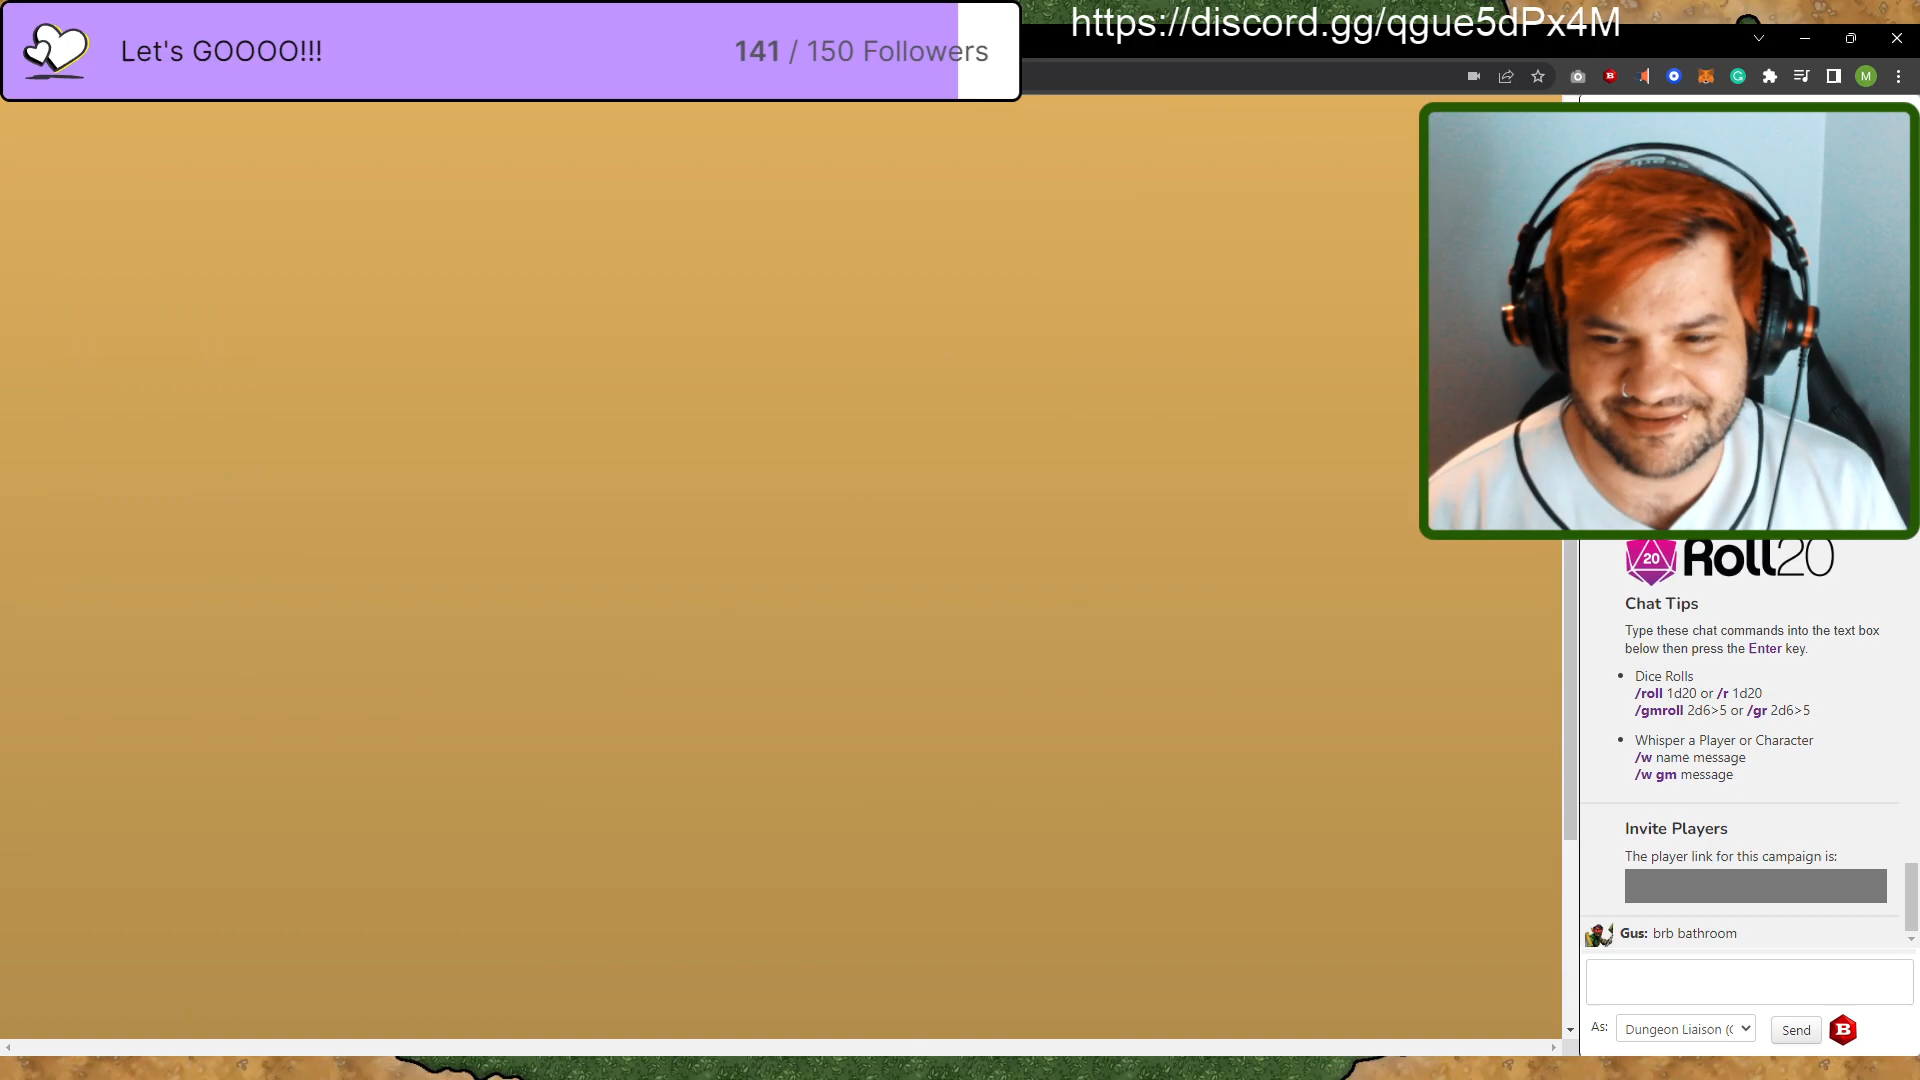 https://discord.gg/qgue5dPx4M
Let's GOOOO!!!
141 / 150 Followers
M
20
Roll20
Chat Tips
Type these chat commands into the text box
below then press the Enter key.
Dice Rolls
/roll 1d20 or /r 1d20
/gmroll 2d6>5 or /gr 2d6>5
Whisper a Player or Character
/w name message
/w gm message
Invite Players
The player link for this campaign is:
Gus: brb bathroom
As:
Dungeon Liaison (
Send
B